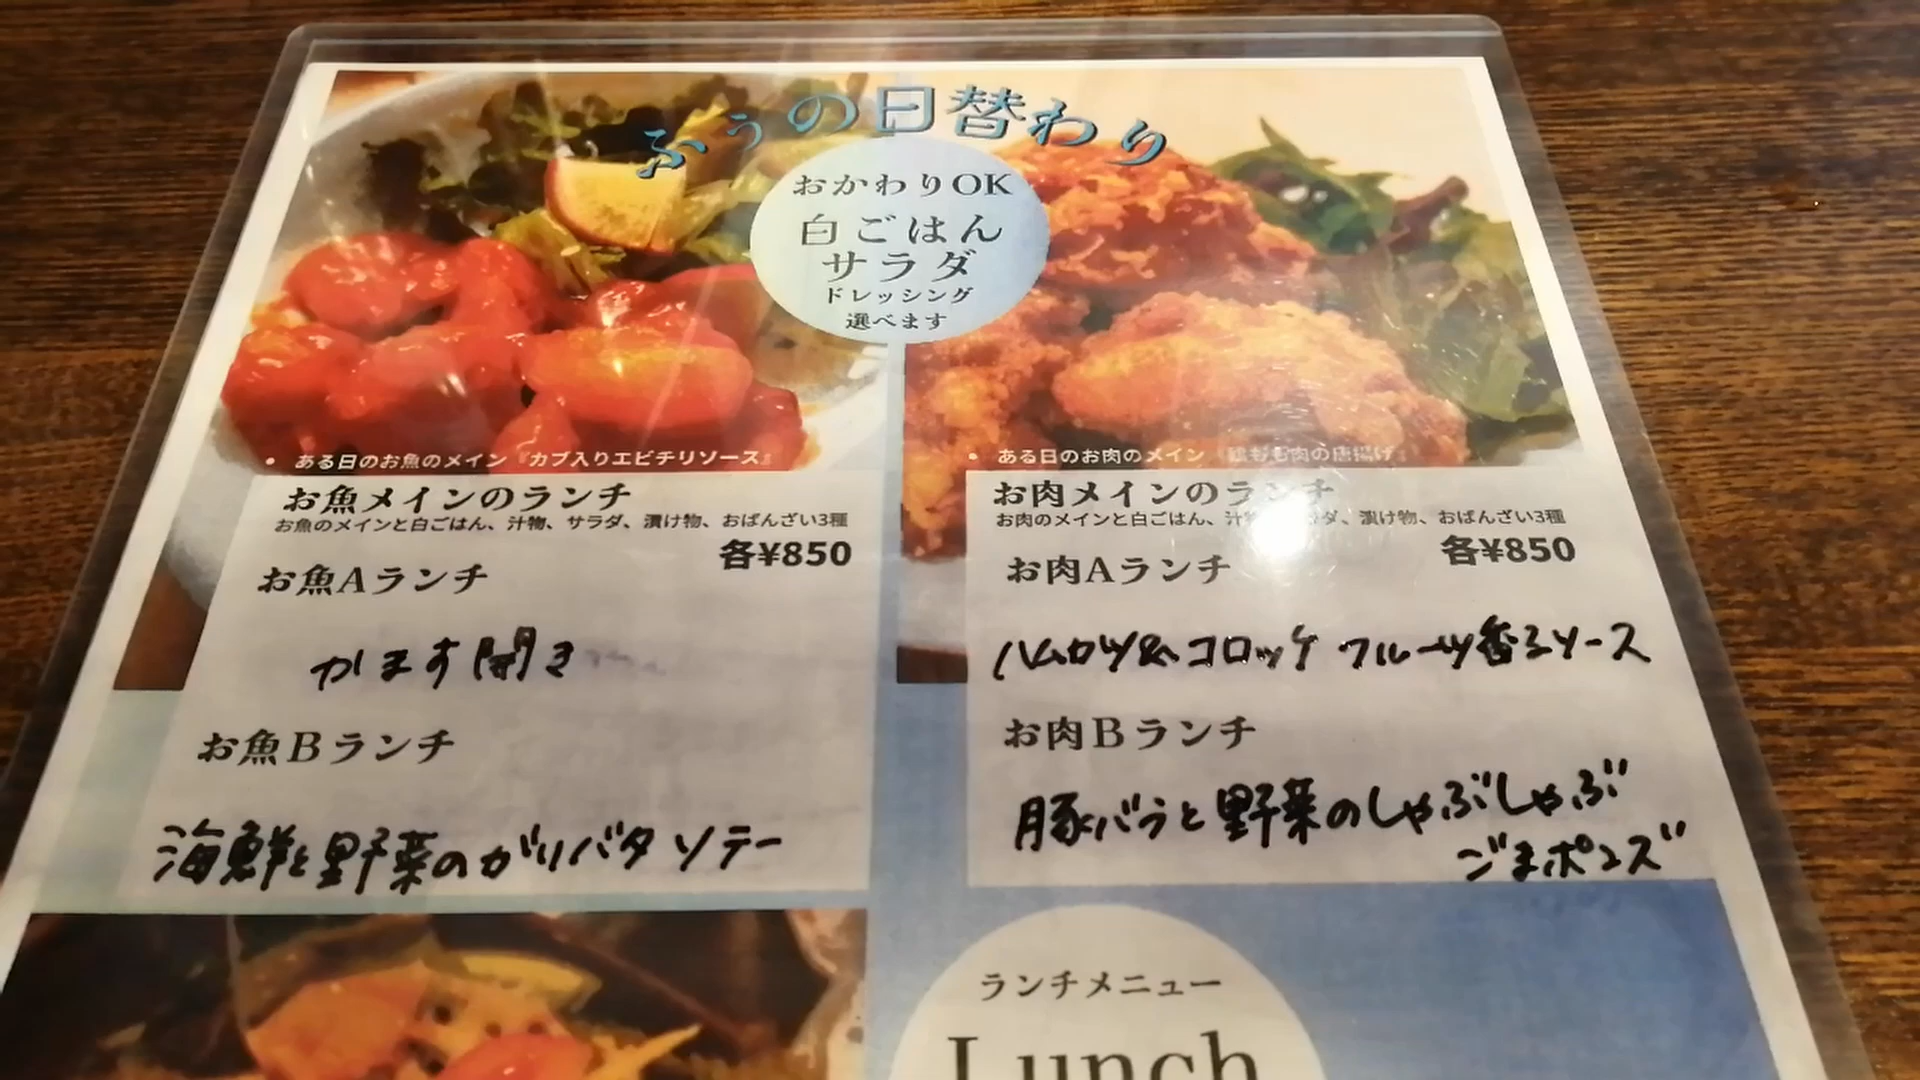 ふぅの日替わり
おかわりOK
白ごはん
サラダ
ドレッシング
選べます
• ある日のお魚のメイン『カブ入りエビチリソース』
お魚メインのランチ
お魚のメインと白ごはん、汁物、サラダ、漬け物、おばんざい3種
各¥850
お魚Aランチ
かます開き
お魚Bランチ
海鮮と野菜のガリバタソテー
• ある日のお肉のメイン『鶏もも肉の唐揚げ』
お肉メインのランチ
お肉のメインと白ごはん、汁物、サラダ、漬け物、おばんざい3種
各¥850
お肉Aランチ
ハムカツ&コロッケ フルーツ香るソース
お肉Bランチ
豚バラと野菜のしゃぶしゃぶ
ごまポンズ
ランチメニュー
Lunch